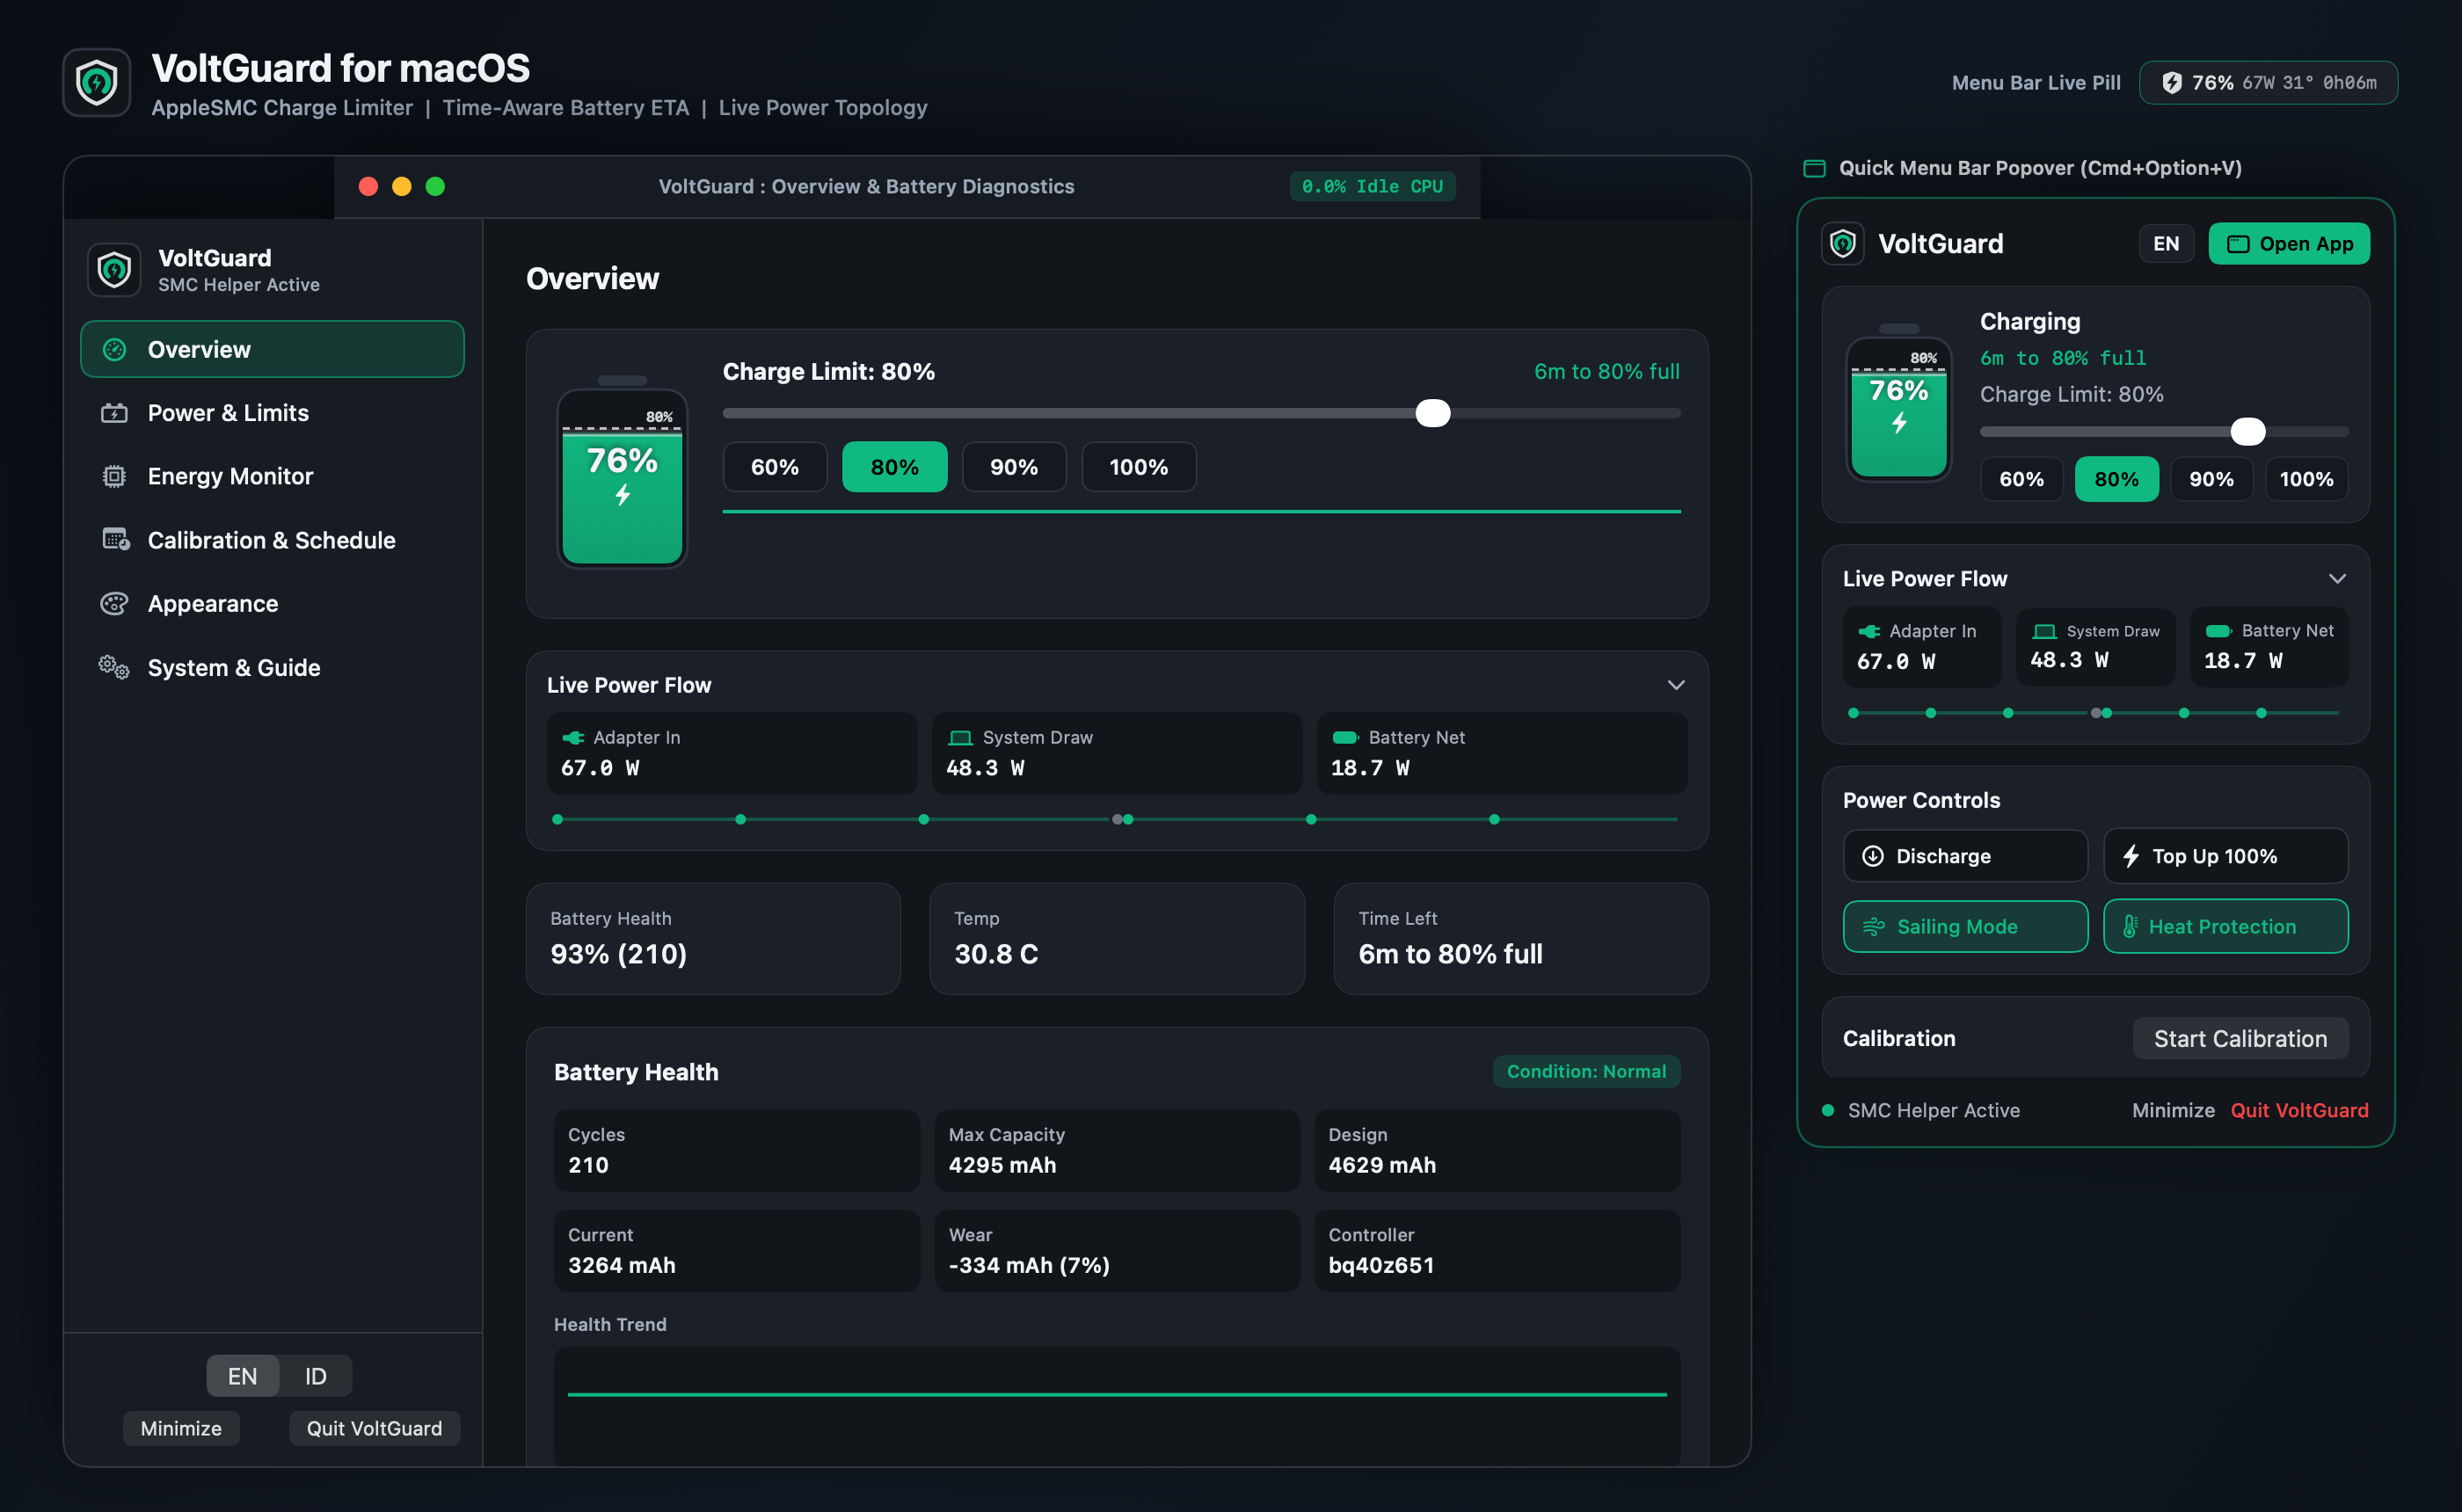 VoltGuard for macOS
AppleSMC Charge Limiter | Time-Aware Battery ETA | Live Power Topology
Menu Bar Live Pill
76% 67W 31° 0h06m
VoltGuard : Overview & Battery Diagnostics
0.0% Idle CPU
VoltGuard
SMC Helper Active
Overview
Power & Limits
Energy Monitor
Calibration & Schedule
Appearance
System & Guide
EN ID
Minimize Quit VoltGuard
Overview
80%
76%
Charge Limit: 80%
6m to 80% full
60% 80% 90% 100%
Live Power Flow
Adapter In
67.0 W
System Draw
48.3 W
Battery Net
18.7 W
Battery Health
93% (210)
Temp
30.8 C
Time Left
6m to 80% full
Battery Health
Condition: Normal
Cycles
210
Max Capacity
4295 mAh
Design
4629 mAh
Current
3264 mAh
Wear
-334 mAh (7%)
Controller
bq40z651
Health Trend
Quick Menu Bar Popover (Cmd+Option+V)
VoltGuard
EN
Open App
80%
76%
Charging
6m to 80% full
Charge Limit: 80%
60% 80% 90% 100%
Live Power Flow
Adapter In
67.0 W
System Draw
48.3 W
Battery Net
18.7 W
Power Controls
Discharge
Top Up 100%
Sailing Mode
Heat Protection
Calibration
Start Calibration
SMC Helper Active
Minimize Quit VoltGuard